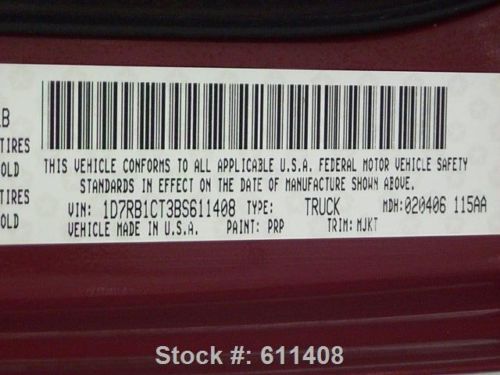 LB
TIRES
OLD
TIRES
OLD
THIS VEHICLE CONFORMS TO ALL APPLICABLE U.S.A. FEDERAL MOTOR VEHICLE SAFETY
STANDARDS IN EFFECT ON THE DATE OF MANUFACTURE SHOWN ABOVE.
VIN: 1D7RB1CT3BS611408 TYPE: TRUCK MDH: 020406 115AA
VEHICLE MADE IN U.S.A. PAINT: PRP TRIM: MJKT
Stock #: 611408